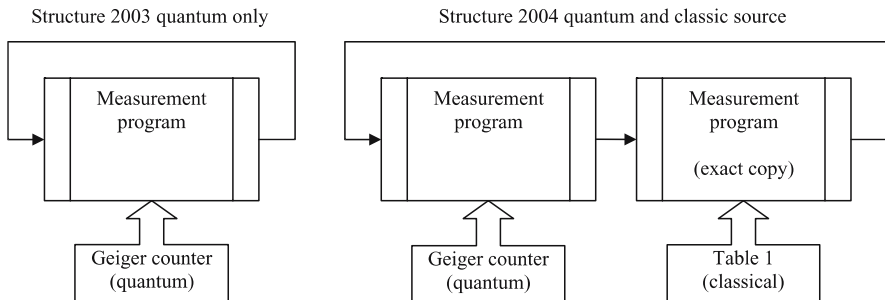 Structure 2003 quantum only
Structure 2004 quantum and classic source
Measurement
program
Measurement
program
Measurement
program
(exact copy)
Geiger counter
(quantum)
Geiger counter
(quantum)
Table 1
(classical)